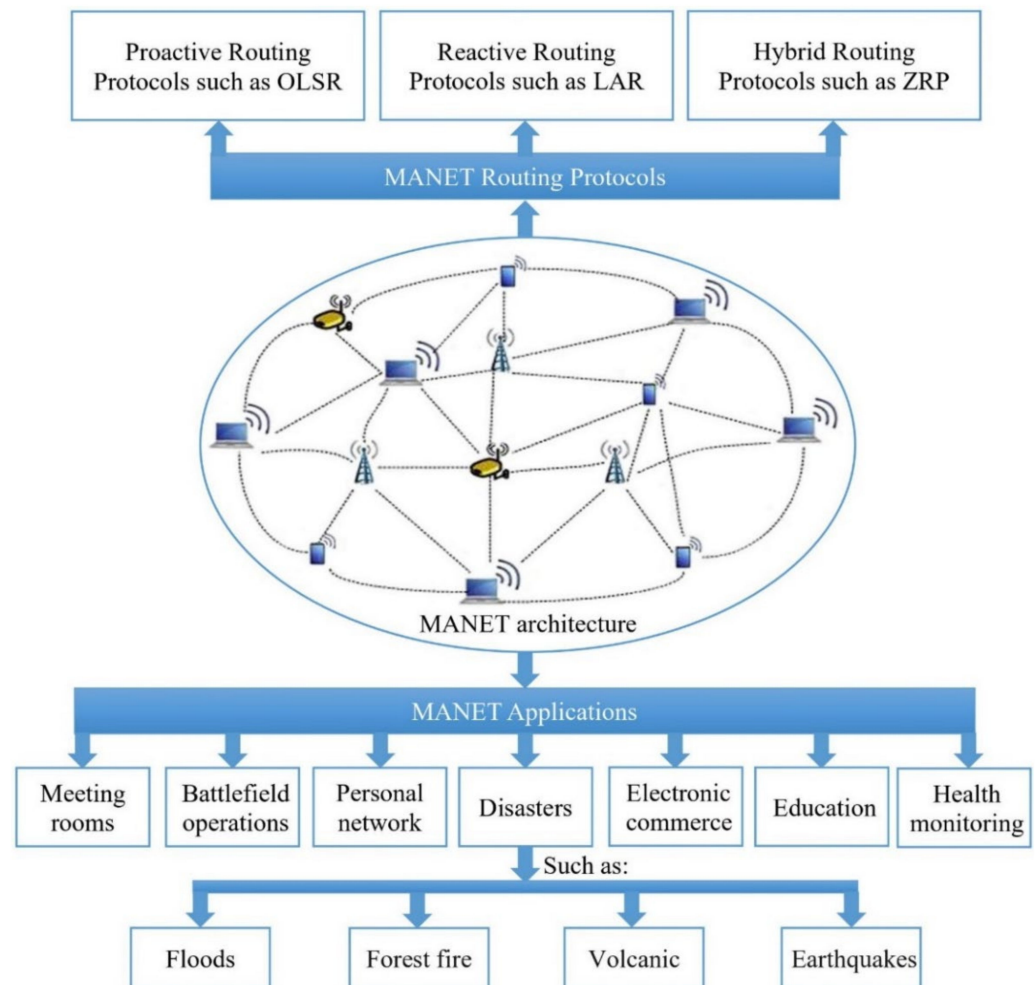 Proactive Routing
Protocols such as OLSR
Reactive Routing
Protocols such as LAR
Hybrid Routing
Protocols such as ZRP
MANET Routing Protocols
MANET architecture
MANET Applications
Meeting
rooms
Battlefield
operations
Personal
network
Disasters
Electronic
commerce
Education
Health
monitoring
Such as:
Floods
Forest fire
Volcanic
Earthquakes